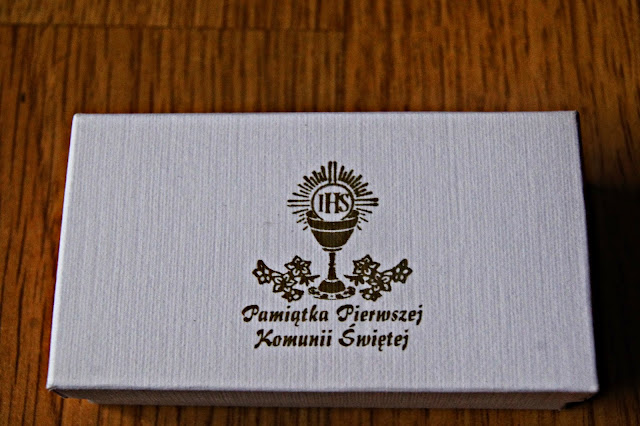 IHS
Pamiątka Pierwszej
Komunii Świętej